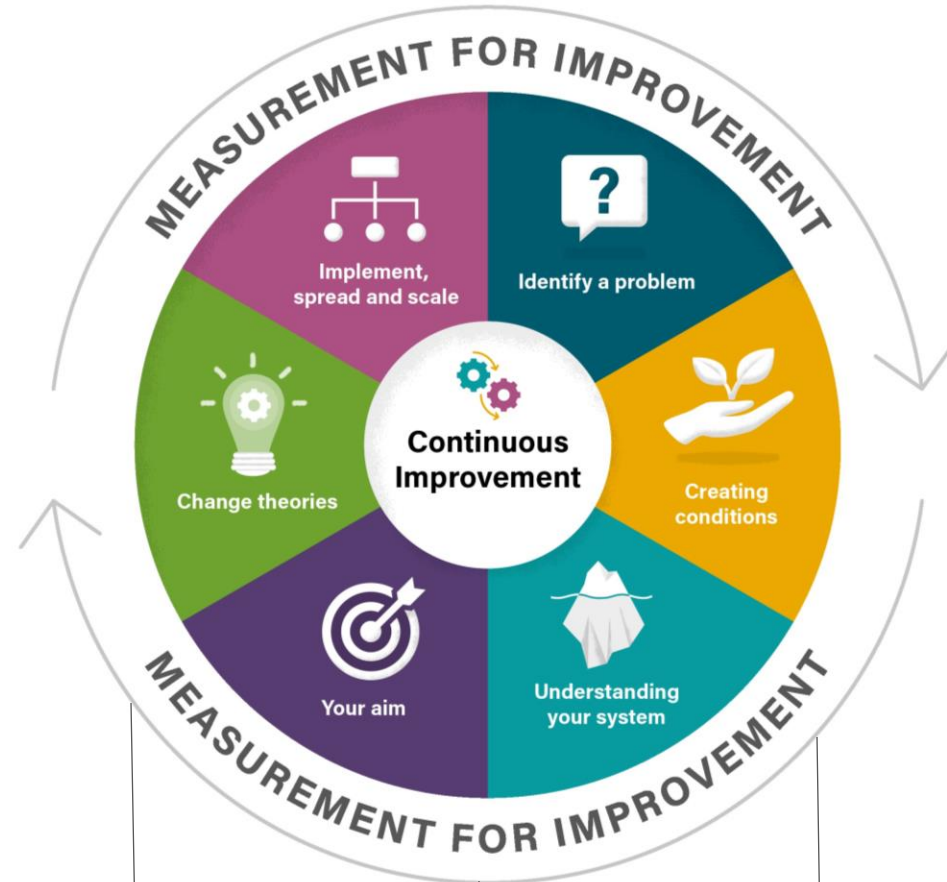 MEASUREMENT FOR IMPROVEMENT
?
Identify a problem
Creating
conditions
Understanding
your system
Your aim
Change theories
Implement,
spread and scale
Continuous
Improvement
MEASUREMENT FOR IMPROVEMENT